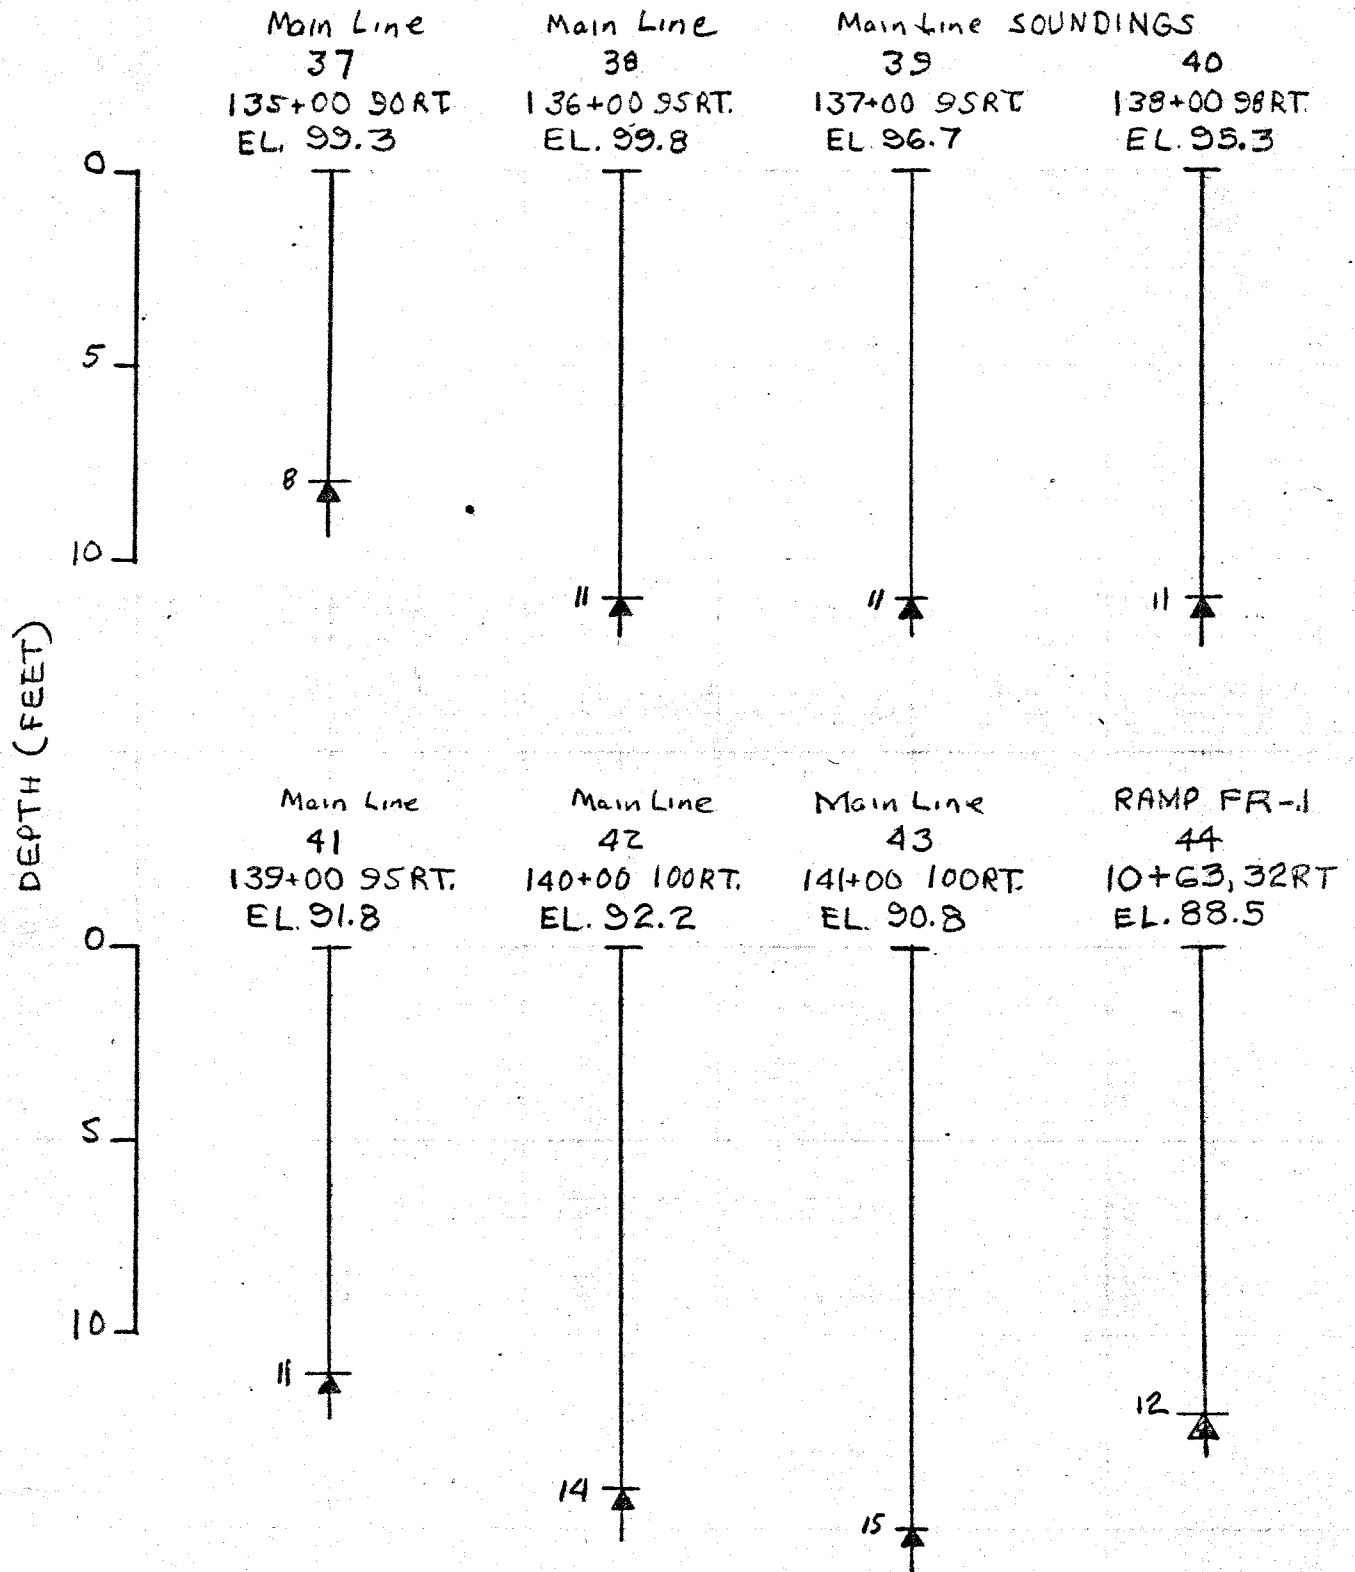 Main Line
37
135+00 90RT
EL. 99.3
Main Line
38
136+00 95RT.
EL. 99.8
Main Line SOUNDINGS
39
137+00 95RT
EL. 96.7
40
138+00 98RT.
EL. 95.3
0
5
10
8
11
11
11
DEPTH (FEET)
Main Line
41
139+00 95RT.
EL. 91.8
Main Line
42
140+00 100RT.
EL. 92.2
Main Line
43
141+00 100RT.
EL. 90.8
RAMP FR-1
44
10+63, 32RT
EL. 88.5
0
5
10
11
14
15
12